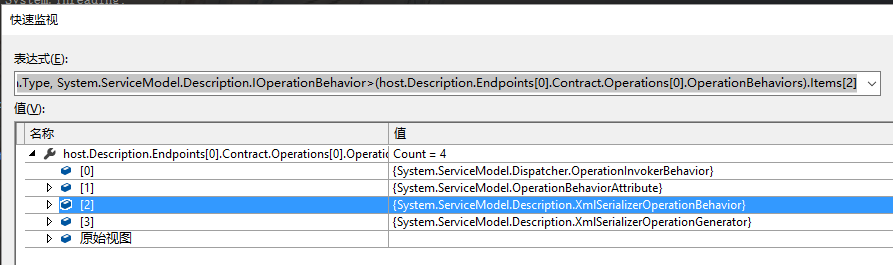 System.Threading.
快速监视
表达式(E):
.Type, System.ServiceModel.Description.IOperationBehavior>(host.Description.Endpoints[0].Contract.Operations[0].OperationBehaviors).Items[2]
值(V):
名称 值
host.Description.Endpoints[0].Contract.Operations[0].Operatio Count = 4
[0] {System.ServiceModel.Dispatcher.OperationInvokerBehavior}
[1] {System.ServiceModel.OperationBehaviorAttribute}
[2] {System.ServiceModel.Description.XmlSerializerOperationBehavior}
[3] {System.ServiceModel.Description.XmlSerializerOperationGenerator}
原始视图